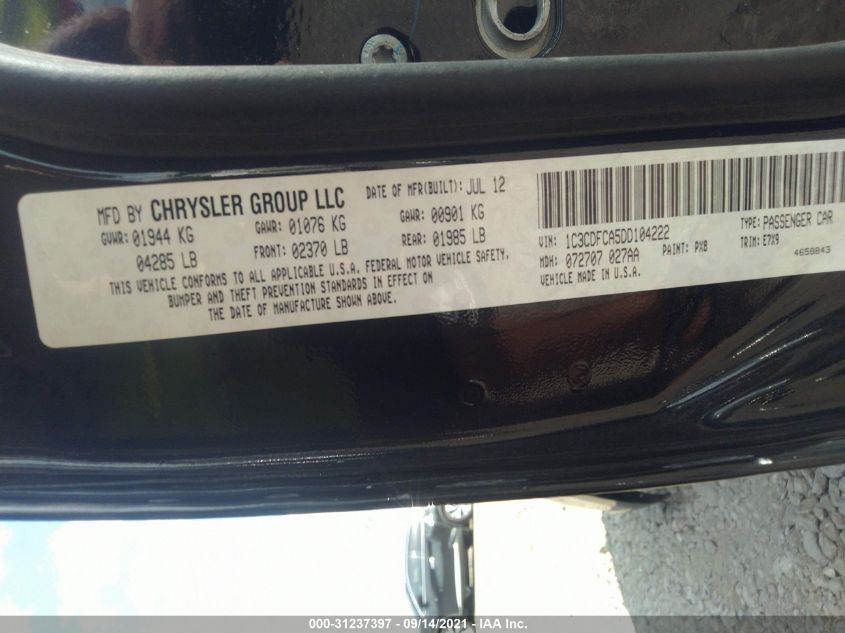 MFD BY CHRYSLER GROUP LLC
DATE OF MFR(BUILT): JUL 12
GVWR: 01944 KG
GAWR: 01076 KG
GAWR: 00901 KG
04285 LB
FRONT: 02370 LB
REAR: 01985 LB
THIS VEHICLE CONFORMS TO ALL APPLICABLE U.S.A. FEDERAL MOTOR VEHICLE SAFETY,
BUMPER AND THEFT PREVENTION STANDARDS IN EFFECT ON
THE DATE OF MANUFACTURE SHOWN ABOVE.
VIN: 1C3CDFCA5DD104222
TYPE: PASSENGER CAR
MDH: 072707 027AA
PAINT: PX8
TRIM: E7X9
VEHICLE MADE IN U.S.A.
4658843
000-31237397 - 09/14/2021 - © IAA, Inc.